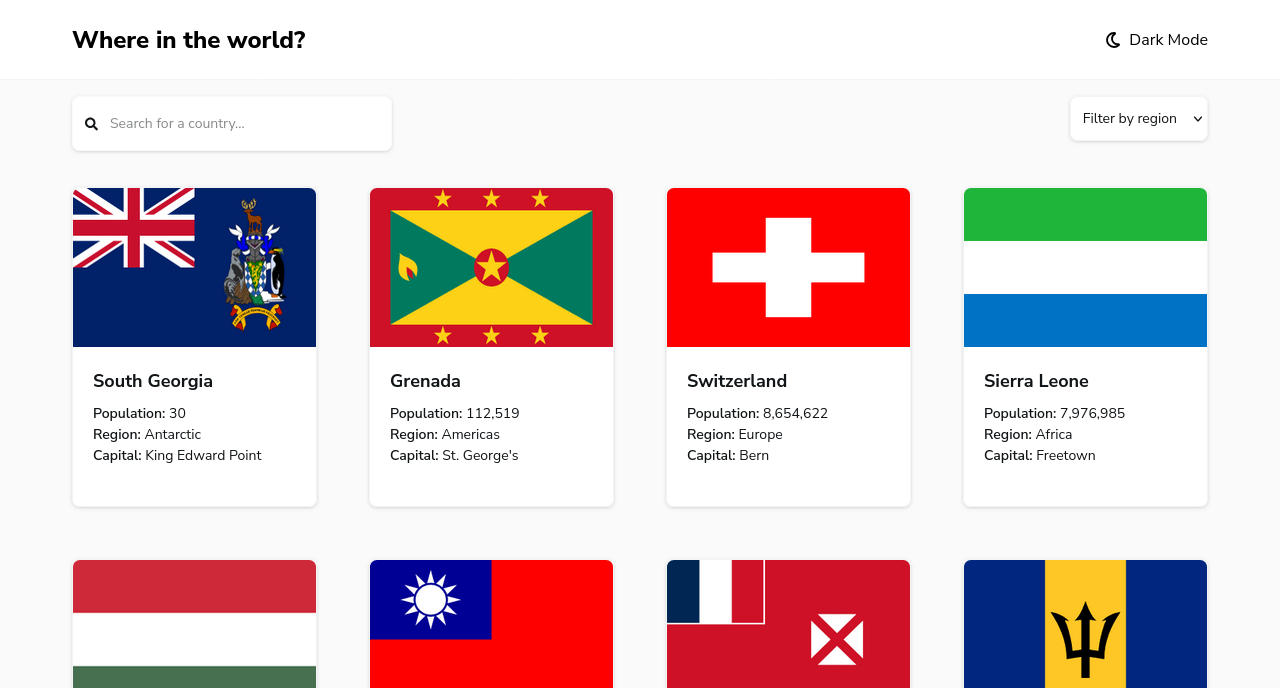 Where in the world?
Dark Mode
Search for a country...
Filter by region
South Georgia
Population: 30
Region: Antarctic
Capital: King Edward Point
Grenada
Population: 112,519
Region: Americas
Capital: St. George's
Switzerland
Population: 8,654,622
Region: Europe
Capital: Bern
Sierra Leone
Population: 7,976,985
Region: Africa
Capital: Freetown